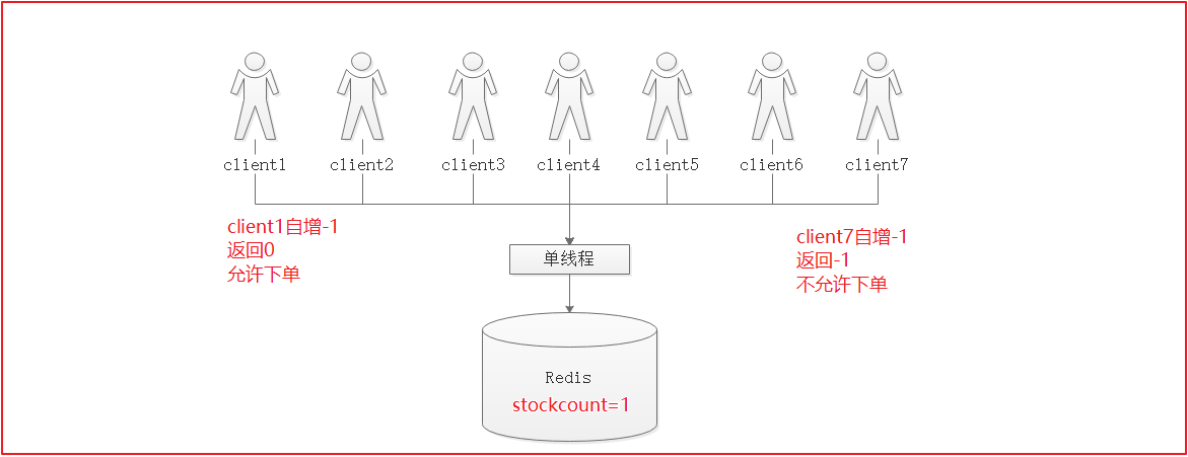 client1
client2
client3
client4
client5
client6
client7
client1自增-1
返回0
允许下单
client7自增-1
返回-1
不允许下单
单线程
Redis
stockcount=1